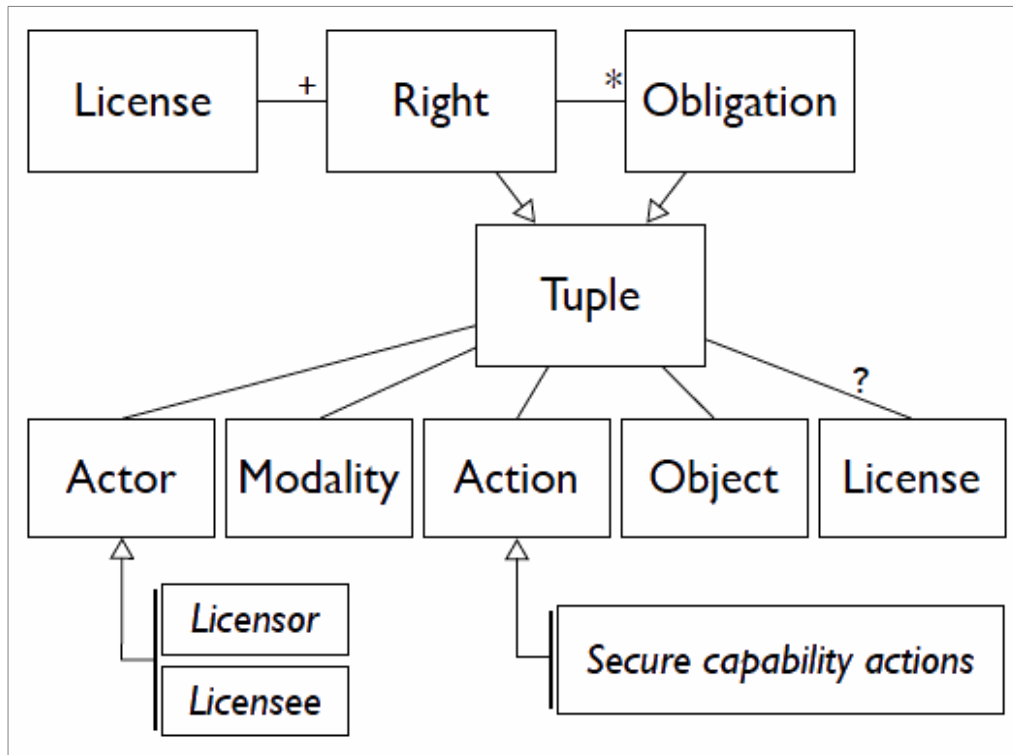 License
+
Right
*
Obligation
Tuple
?
Actor
Modality
Action
Object
License
Licensor
Licensee
Secure capability actions